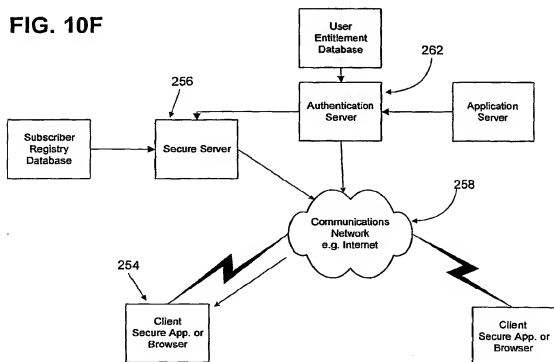 FIG. 10F
User
Entitlement
Database
262
256
Authentication
Server
Application
Server
Subscriber
Registry
Database
Secure Server
258
Communications
Network
e.g. Internet
254
Client
Secure App. or
Browser
Client
Secure App. or
Browser